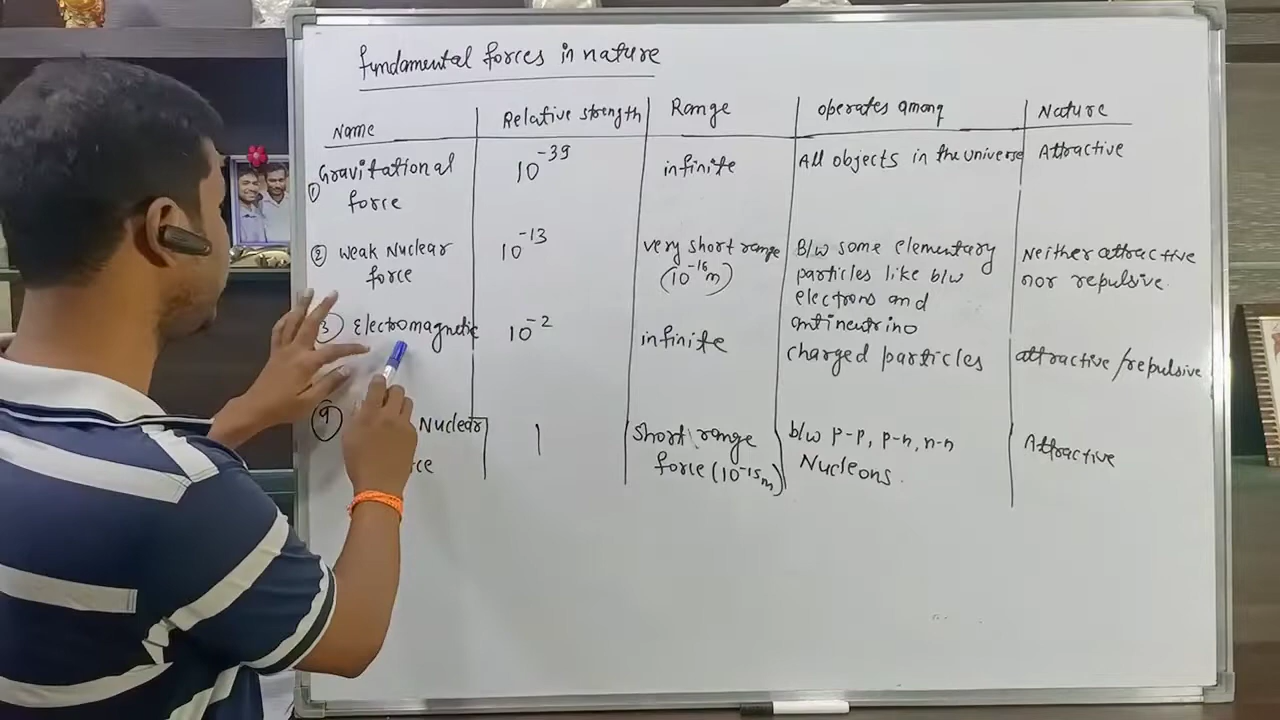 fundamental forces in nature
Name Relative strength Range operates among Nature
① Gravitational force 10^-39 infinite All objects in the universe Attractive
② Weak Nuclear force 10^-13 very short range (10^-16 m) B/w some elementary particles like b/w electrons and antineutrino Neither attractive nor repulsive.
3 Electromagnetic 10^-2 infinite charged particles attractive/repulsive
Nuclear 1 short range force (10^-15 m) b/w p-p, p-n, n-n Nucleons. Attractive